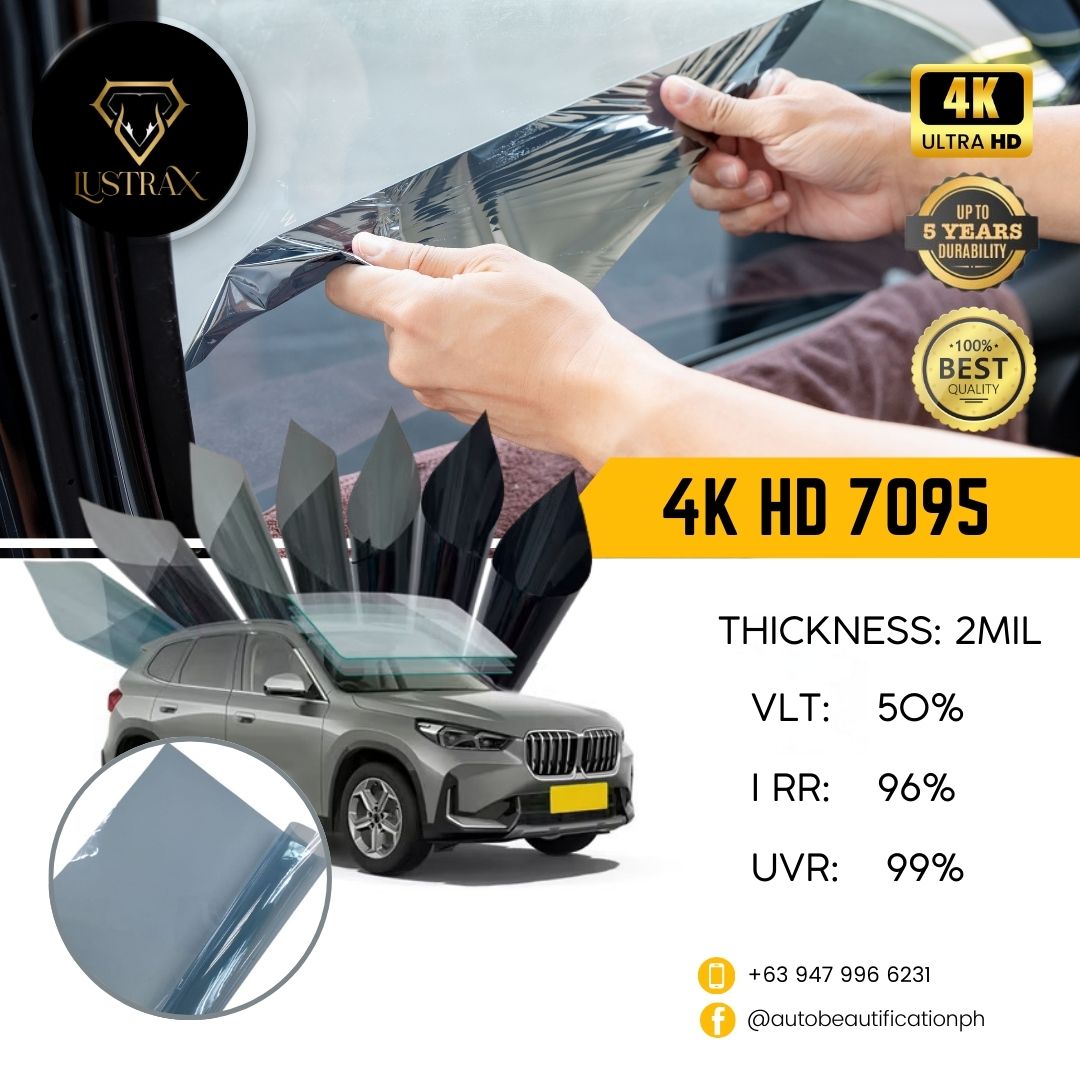 LUSTRAX
4K
ULTRA HD
UP TO
5 YEARS
DURABILITY
100%
BEST
QUALITY
4K HD 7095
THICKNESS: 2MIL
VLT: 50%
I RR: 96%
UVR: 99%
+63 947 996 6231
@autobeautificationph